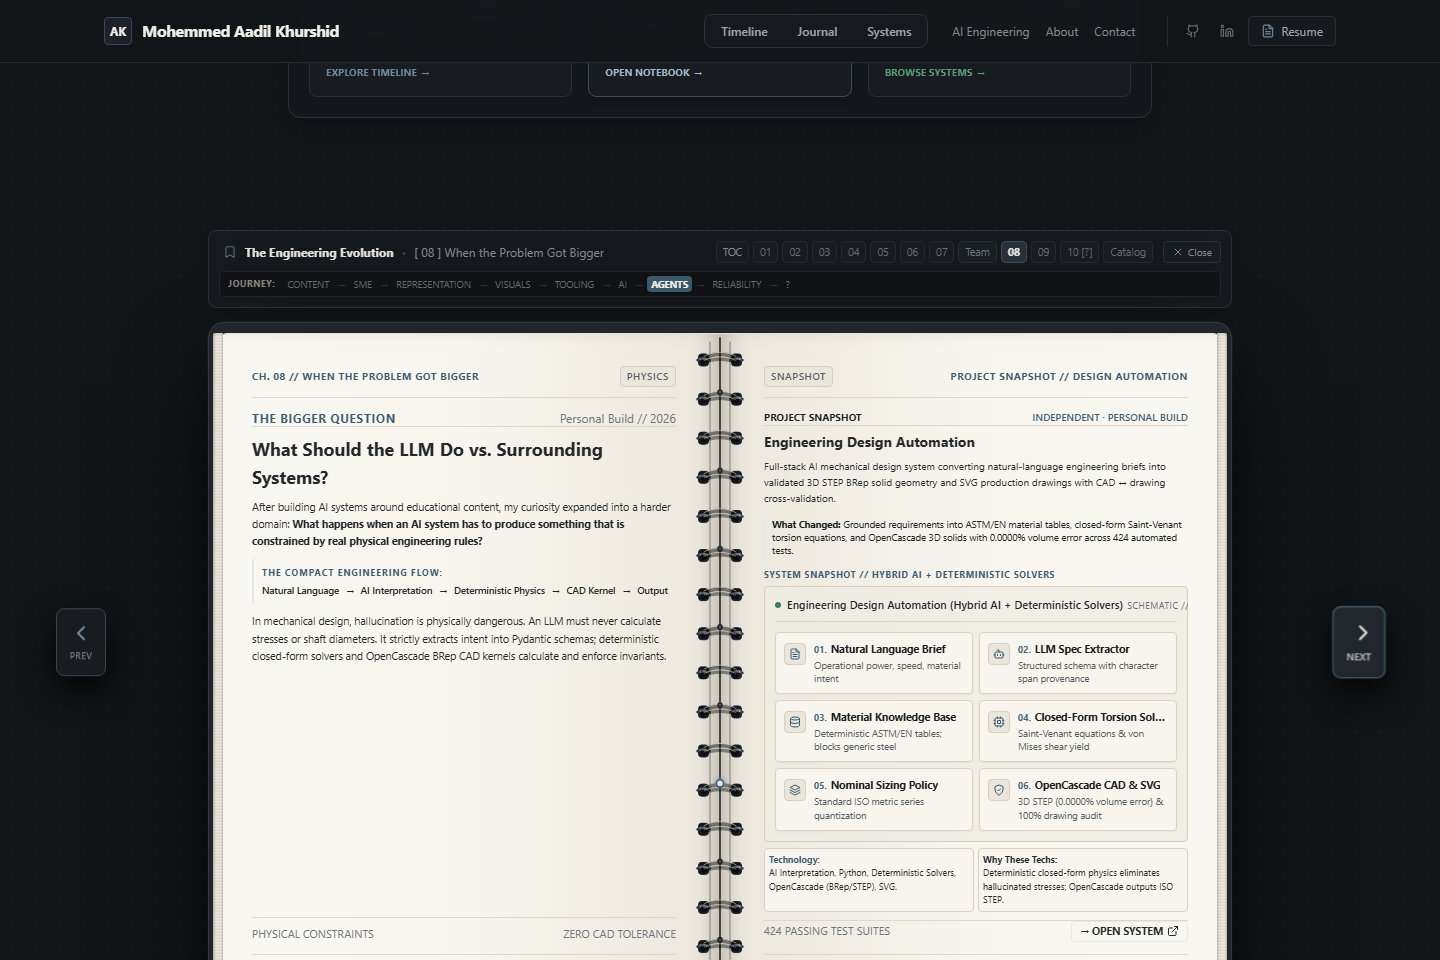 AK Mohemmed Aadil Khurshid
Timeline Journal Systems AI Engineering About Contact Resume
EXPLORE TIMELINE → OPEN NOTEBOOK → BROWSE SYSTEMS →
The Engineering Evolution · [ 08 ] When the Problem Got Bigger
TOC 01 02 03 04 05 06 07 Team 08 09 10 [?] Catalog × Close
JOURNEY: CONTENT → SME → REPRESENTATION → VISUALS → TOOLING → AI → AGENTS → RELIABILITY → ?
CH. 08 // WHEN THE PROBLEM GOT BIGGER PHYSICS
THE BIGGER QUESTION Personal Build // 2026
What Should the LLM Do vs. Surrounding
Systems?
After building AI systems around educational content, my curiosity expanded into a harder
domain: What happens when an AI system has to produce something that is
constrained by real physical engineering rules?
THE COMPACT ENGINEERING FLOW:
Natural Language → AI Interpretation → Deterministic Physics → CAD Kernel → Output
In mechanical design, hallucination is physically dangerous. An LLM must never calculate
stresses or shaft diameters. It strictly extracts intent into Pydantic schemas; deterministic
closed-form solvers and OpenCascade BRep CAD kernels calculate and enforce invariants.
PHYSICAL CONSTRAINTS ZERO CAD TOLERANCE
SNAPSHOT PROJECT SNAPSHOT // DESIGN AUTOMATION
PROJECT SNAPSHOT INDEPENDENT · PERSONAL BUILD
Engineering Design Automation
Full-stack AI mechanical design system converting natural-language engineering briefs into
validated 3D STEP BRep solid geometry and SVG production drawings with CAD ↔ drawing
cross-validation.
What Changed: Grounded requirements into ASTM/EN material tables, closed-form Saint-Venant
torsion equations, and OpenCascade 3D solids with 0.0000% volume error across 424 automated
tests.
SYSTEM SNAPSHOT // HYBRID AI + DETERMINISTIC SOLVERS
Engineering Design Automation (Hybrid AI + Deterministic Solvers) SCHEMATIC //
01. Natural Language Brief
Operational power, speed, material
intent
02. LLM Spec Extractor
Structured schema with character
span provenance
03. Material Knowledge Base
Deterministic ASTM/EN tables;
blocks generic steel
04. Closed-Form Torsion Sol...
Saint-Venant equations & von
Mises shear yield
05. Nominal Sizing Policy
Standard ISO metric series
quantization
06. OpenCascade CAD & SVG
3D STEP (0.0000% volume error) &
100% drawing audit
Technology:
AI Interpretation, Python, Deterministic Solvers,
OpenCascade (BRep/STEP), SVG.
Why These Techs:
Deterministic closed-form physics eliminates
hallucinated stresses; OpenCascade outputs ISO
STEP.
424 PASSING TEST SUITES → OPEN SYSTEM
PREV
NEXT